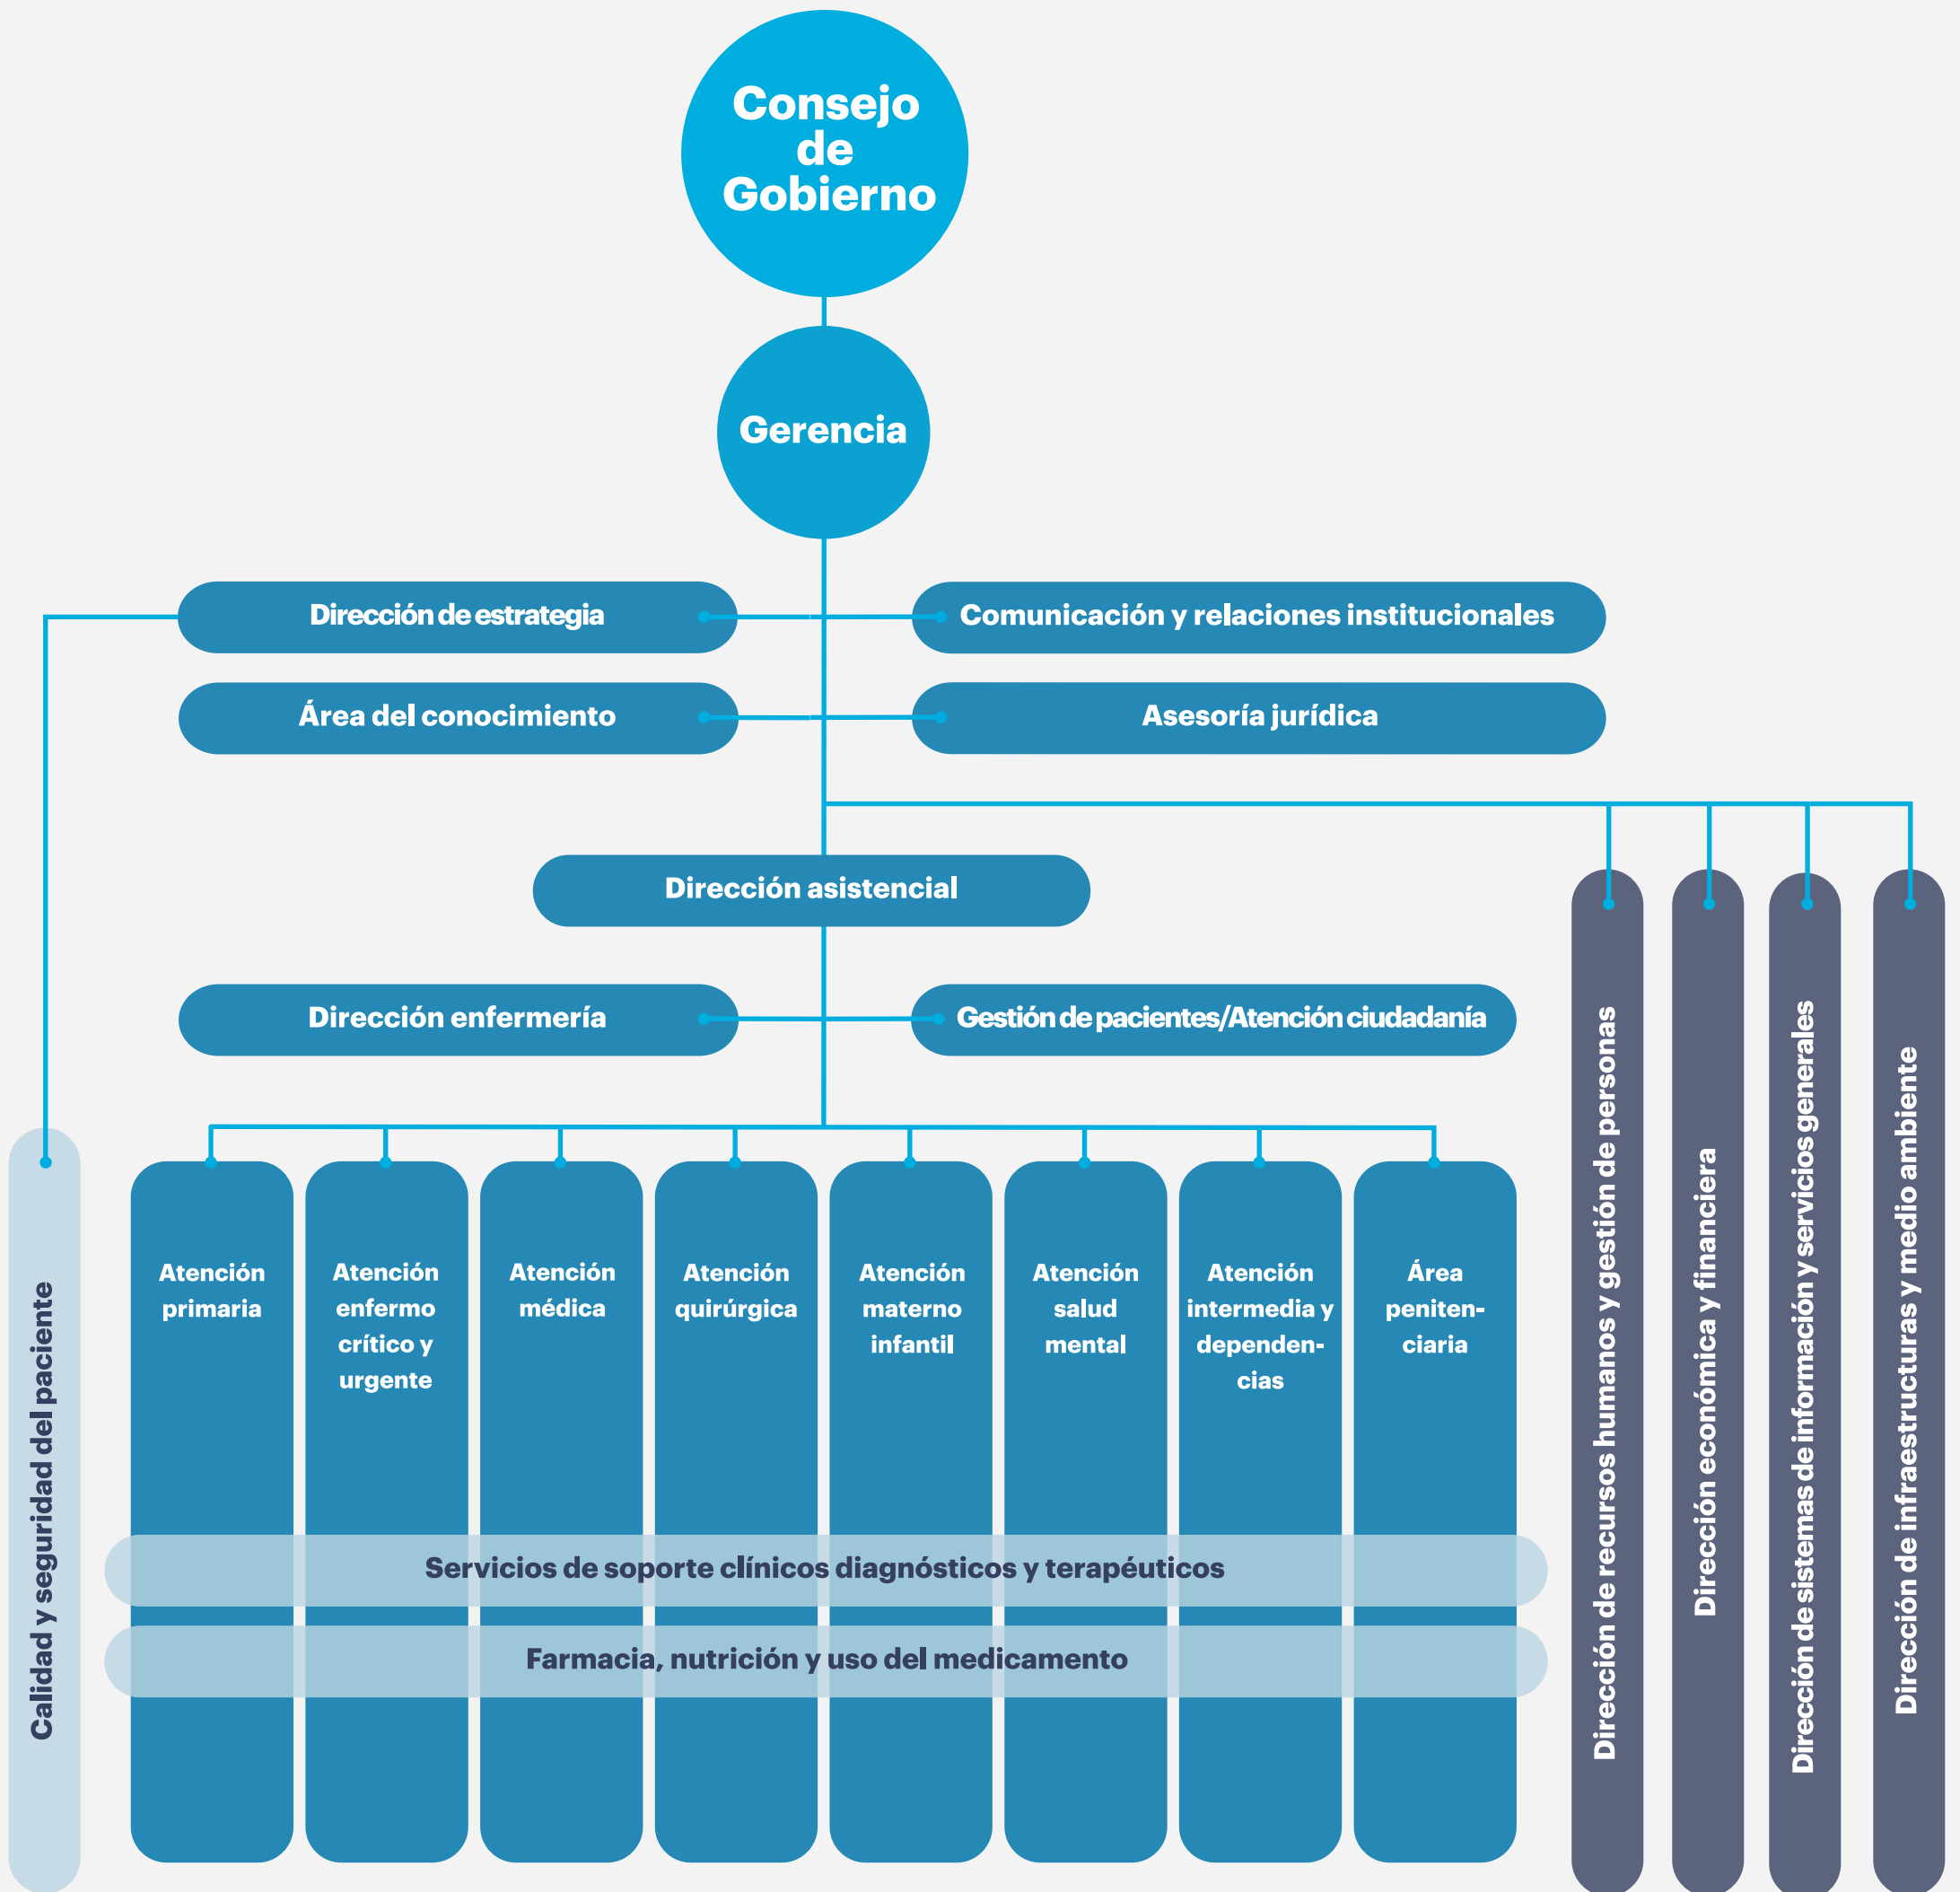 Consejo
de
Gobierno
Gerencia
Dirección de estrategia
Comunicación y relaciones institucionales
Área del conocimiento
Asesoría jurídica
Dirección asistencial
Dirección enfermería
Gestión de pacientes/Atención ciudadanía
Calidad y seguridad del paciente
Atención
primaria
Atención
enfermo
crítico y
urgente
Atención
médica
Atención
quirúrgica
Atención
materno
infantil
Atención
salud
mental
Atención
intermedia y
dependen-
cias
Área
peniten-
ciaria
Servicios de soporte clínicos diagnósticos y terapéuticos
Farmacia, nutrición y uso del medicamento
Dirección de recursos humanos y gestión de personas
Dirección económica y financiera
Dirección de sistemas de información y servicios generales
Dirección de infraestructuras y medio ambiente